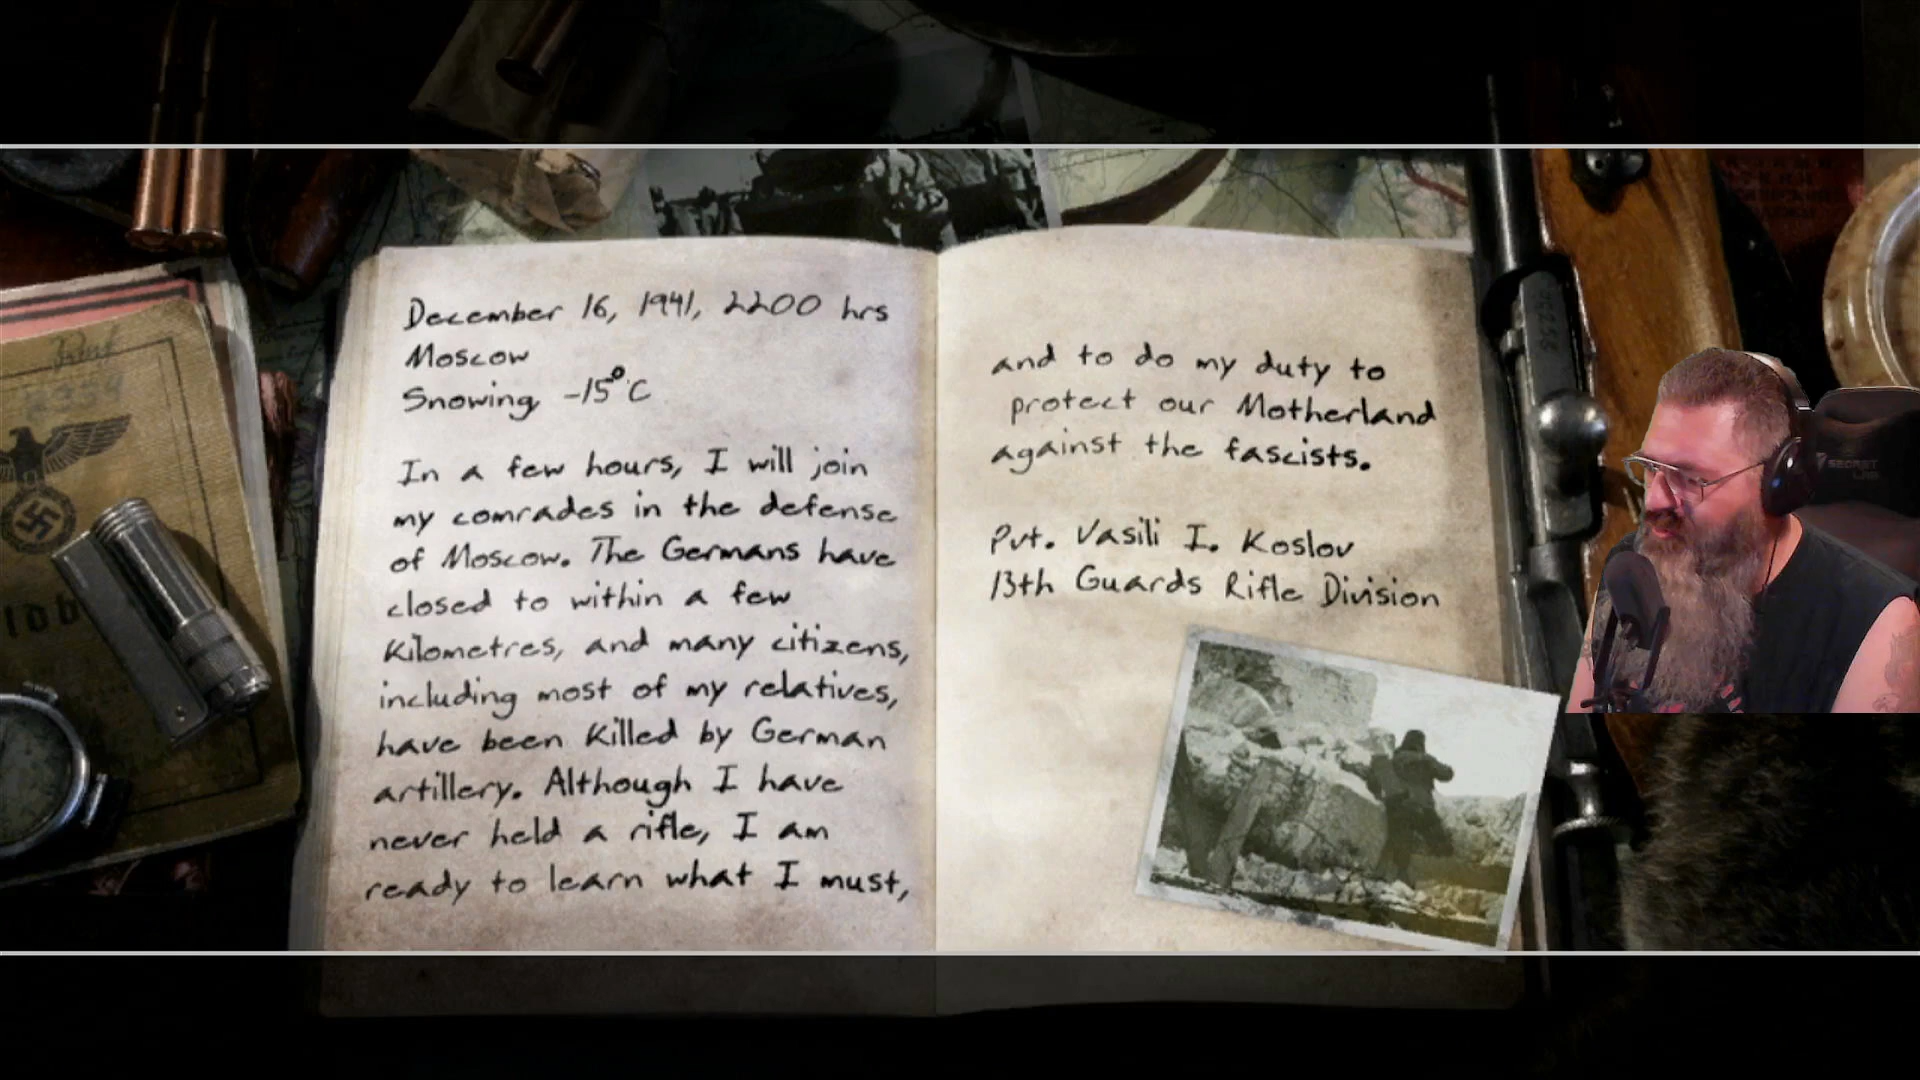 December 16, 1941, 2200 hrs
Moscow
Snowing -15°C
In a few hours, I will join
my comrades in the defense
of Moscow. The Germans have
closed to within a few
Kilometres, and many citizens,
including most of my relatives,
have been killed by German
artillery. Although I have
never held a rifle, I am
ready to learn what I must,
and to do my duty to
protect our Motherland
against the fascists.
Pvt. Vasili I. Koslov
13th Guards Rifle Division
SECRET